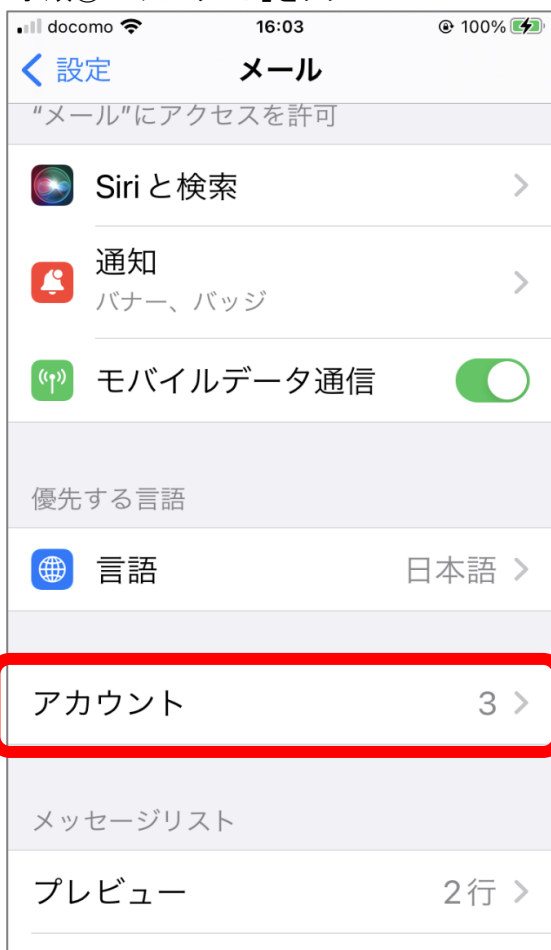 docomo 16:03 100%
設定 メール
“メール”にアクセスを許可
Siriと検索
通知
バナー、バッジ
モバイルデータ通信
優先する言語
言語 日本語
アカウント 3
メッセージリスト
プレビュー 2行